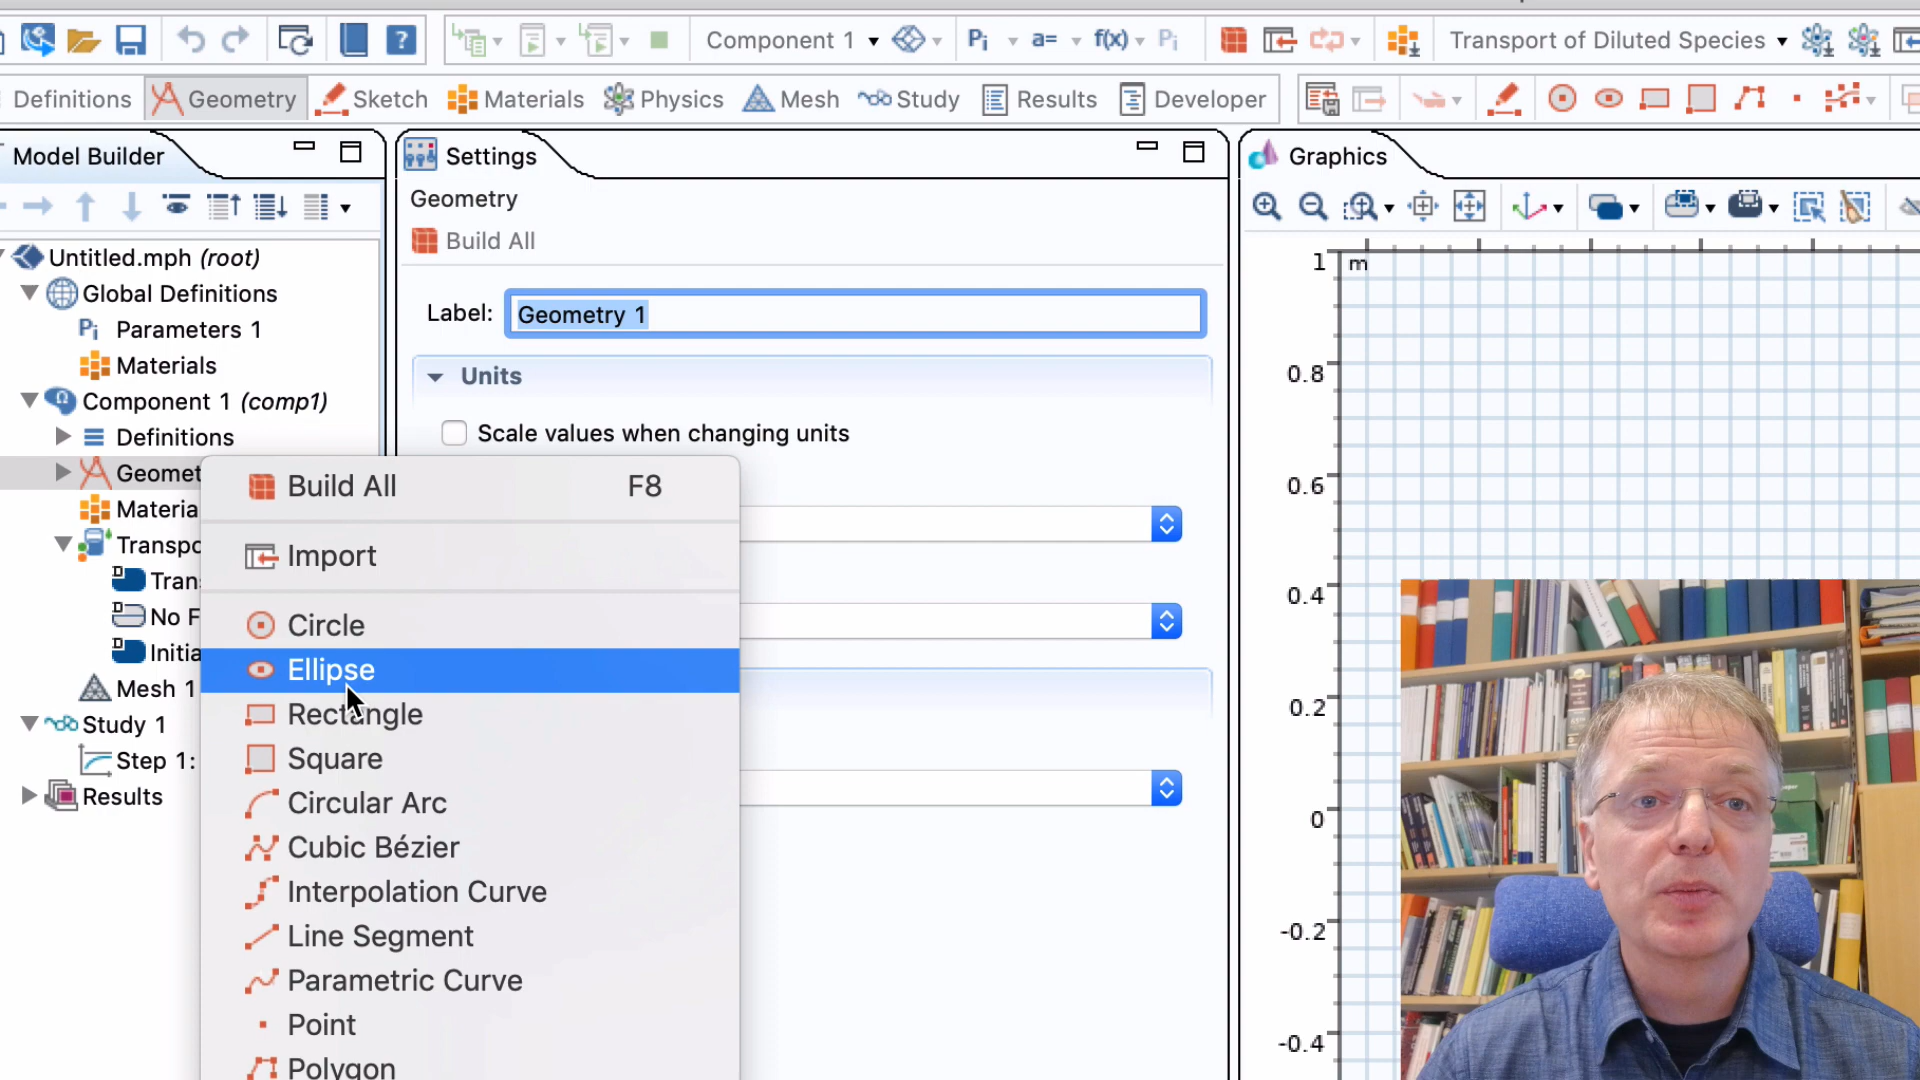 Component 1
Pi
a=
f(x)
Pi
Transport of Diluted Species
Definitions
Geometry
Sketch
Materials
Physics
Mesh
Study
Results
Developer
Model Builder
Settings
Graphics
Geometry
Build All
Untitled.mph (root)
Global Definitions
Pi Parameters 1
Materials
Component 1 (comp1)
Definitions
Geomet
Materia
Transpo
Tran
No F
Initia
Mesh 1
Study 1
Step 1:
Results
Label: Geometry 1
Units
Scale values when changing units
Build All F8
Import
Circle
Ellipse
Rectangle
Square
Circular Arc
Cubic Bézier
Interpolation Curve
Line Segment
Parametric Curve
Point
Polygon
1
m
0.8
0.6
0.4
0.2
0
-0.2
-0.4